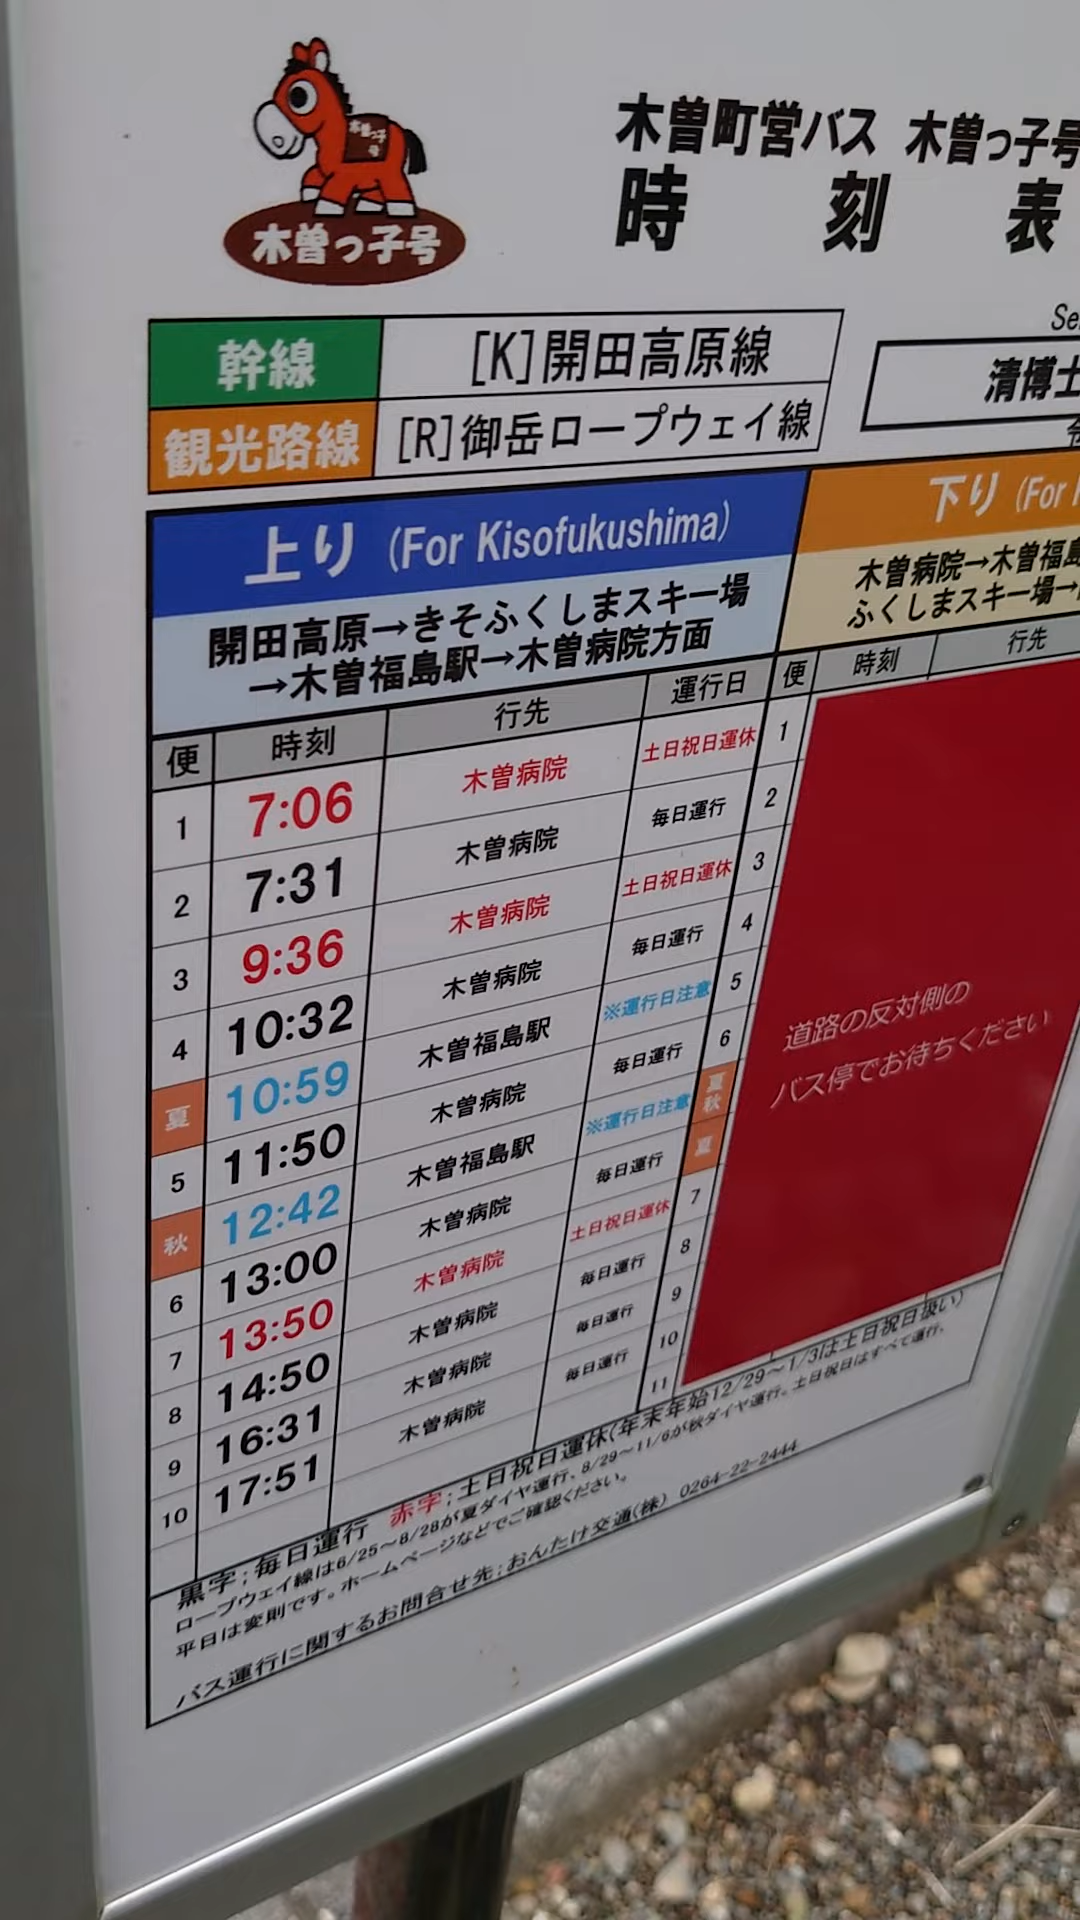 木曽っ子号
木曽っ子号
木曽町営バス 木曽っ子号
時刻表
幹線 [K]開田高原線
観光路線 [R]御岳ロープウェイ線
清博士
上り (For Kisofukushima)
開田高原→きそふくしまスキー場
→木曽福島駅→木曽病院方面
便 時刻 行先 運行日
1 7:06 木曽病院 土日祝日運休
2 7:31 木曽病院 毎日運行
3 9:36 木曽病院 土日祝日運休
4 10:32 木曽病院 毎日運行
夏 10:59 木曽福島駅 ※運行日注意
5 11:50 木曽病院 毎日運行
秋 12:42 木曽福島駅 ※運行日注意
6 13:00 木曽病院 毎日運行
7 13:50 木曽病院 土日祝日運休
8 14:50 木曽病院 毎日運行
9 16:31 木曽病院 毎日運行
10 17:51 木曽病院 毎日運行
下り (For
木曽病院→木曽福島
ふくしまスキー場→
便 時刻 行先
1
2
3
4
5
6
夏
秋
夏
7
8
9
10
11
道路の反対側の
バス停でお待ちください
黒字;毎日運行 赤字;土日祝日運休(年末年始12/29~1/3は土日祝日扱い)
ロープウェイ線は6/25~8/28が夏ダイヤ運行、8/29~11/6が秋ダイヤ運行。土日祝日はすべて運行、
平日は変則です。ホームページなどでご確認ください。
バス運行に関するお問合せ先;おんたけ交通(株) 0264-22-2444